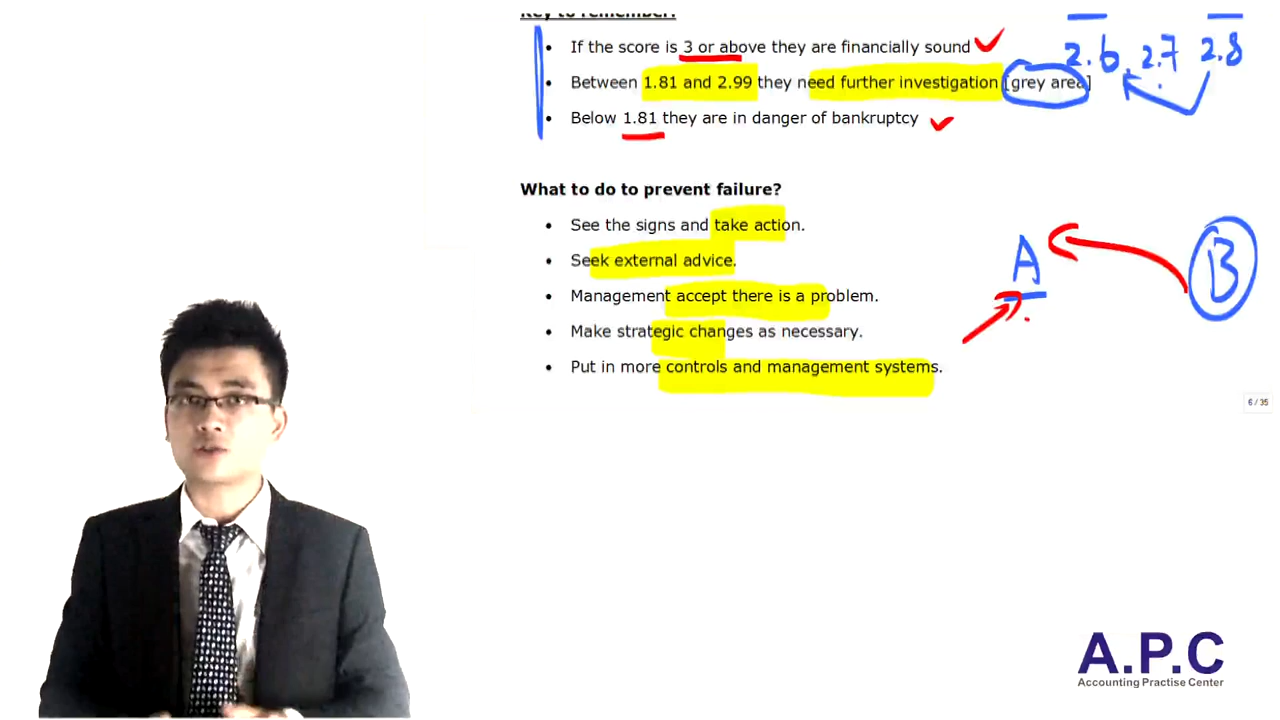 Key to remember:
• If the score is 3 or above they are financially sound
• Between 1.81 and 2.99 they need further investigation [grey area]
• Below 1.81 they are in danger of bankruptcy
2.6 2.7 2.8
What to do to prevent failure?
• See the signs and take action.
• Seek external advice.
• Management accept there is a problem.
• Make strategic changes as necessary.
• Put in more controls and management systems.
A B
6 / 35
A.P.C
Accounting Practise Center